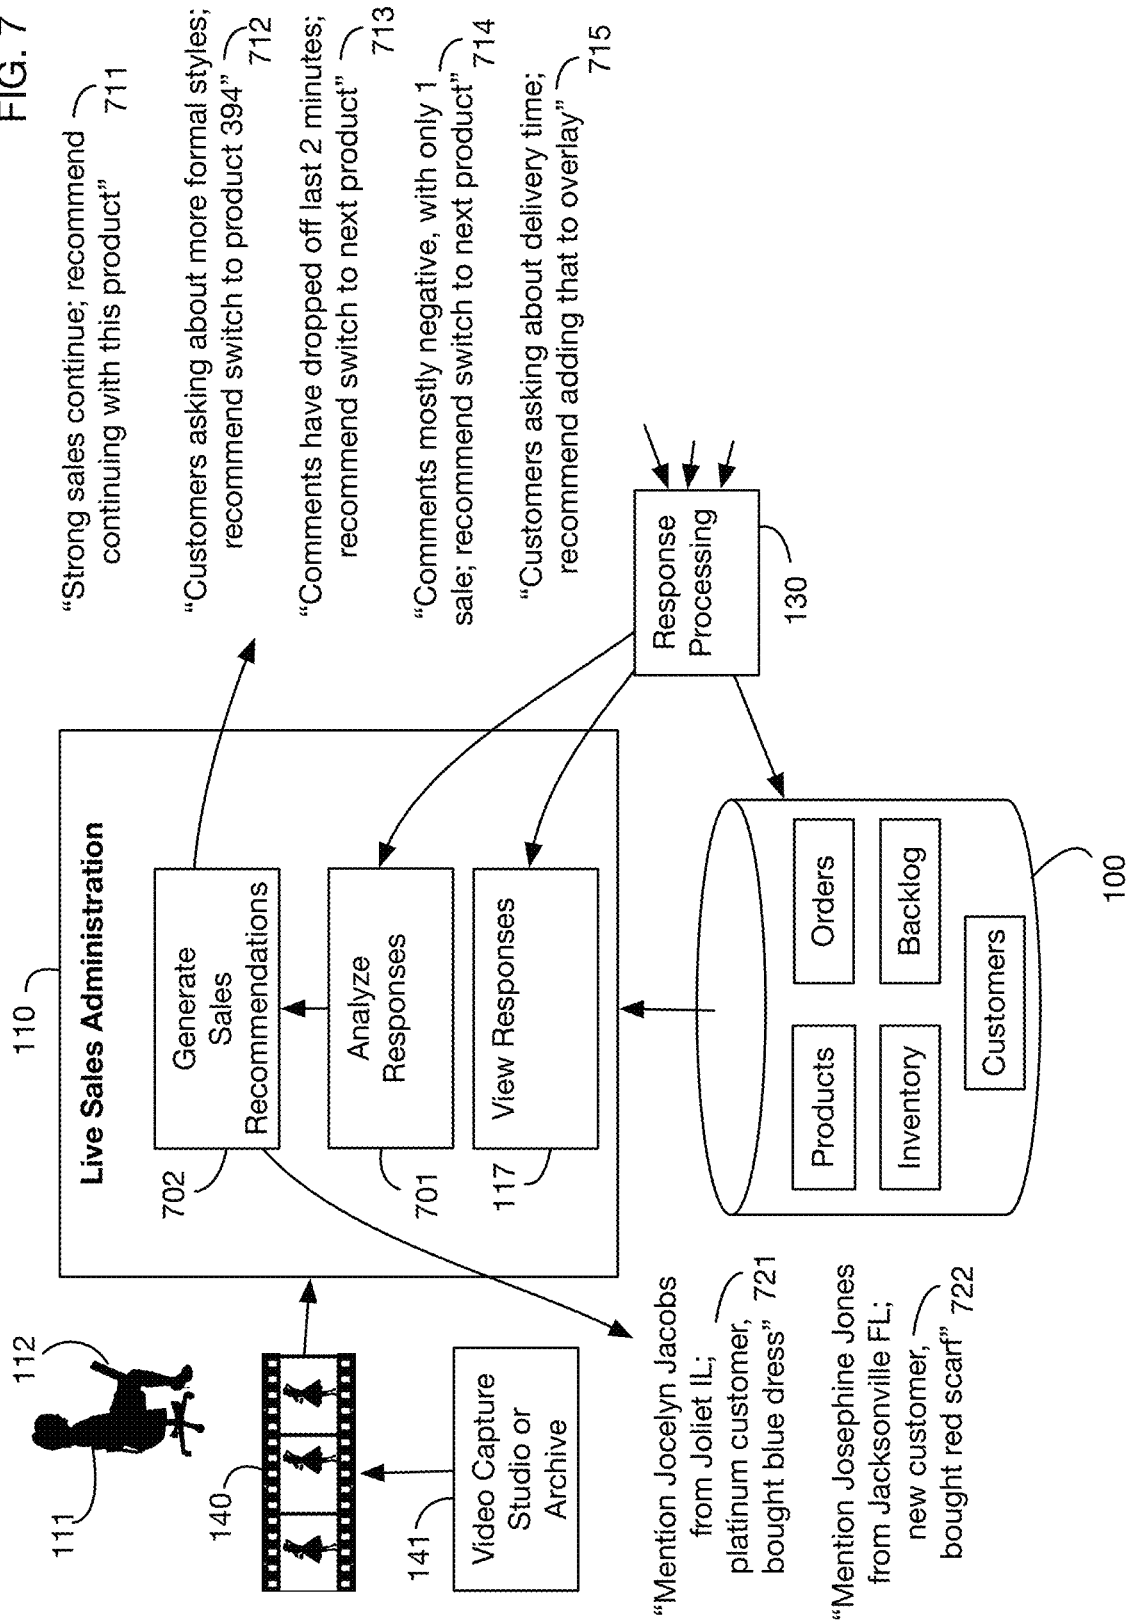 FIG. 7
110
Live Sales Administration
112
111
140
141
Video Capture
Studio or
Archive
702
Generate
Sales
Recommendations
701
Analyze
Responses
117
View Responses
“Strong sales continue; recommend
continuing with this product”
711
“Customers asking about more formal styles;
recommend switch to product 394”
712
“Comments have dropped off last 2 minutes;
recommend switch to next product”
713
“Comments mostly negative, with only 1
sale; recommend switch to next product”
714
“Customers asking about delivery time;
recommend adding that to overlay”
715
“Mention Jocelyn Jacobs
from Joliet IL;
platinum customer,
bought blue dress”
721
“Mention Josephine Jones
from Jacksonville FL;
new customer,
bought red scarf”
722
Products
Orders
Inventory
Backlog
Customers
100
Response
Processing
130